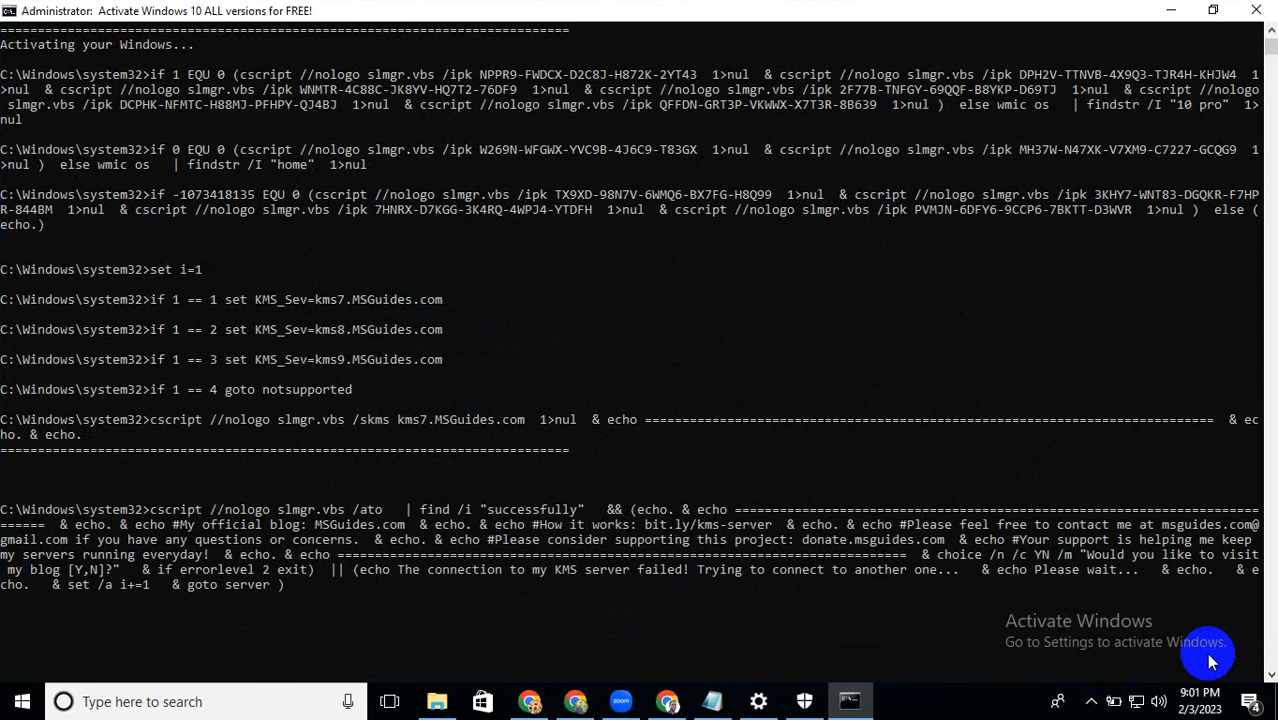 Administrator: Activate Windows 10 ALL versions for FREE!
============================================================================
Activating your Windows...
C:\Windows\system32>if 1 EQU 0 (cscript //nologo slmgr.vbs /ipk NPPR9-FWDCX-D2C8J-H872K-2YT43  1>nul  & cscript //nologo slmgr.vbs /ipk DPH2V-TTNVB-4X9Q3-TJR4H-KHJW4  1
>nul  & cscript //nologo slmgr.vbs /ipk WNMTR-4C88C-JK8YV-HQ7T2-76DF9  1>nul  & cscript //nologo slmgr.vbs /ipk 2F77B-TNFGY-69QQF-B8YKP-D69TJ  1>nul  & cscript //nologo
 slmgr.vbs /ipk DCPHK-NFMTC-H88MJ-PFHPY-QJ4BJ  1>nul  & cscript //nologo slmgr.vbs /ipk QFFDN-GRT3P-VKWWX-X7T3R-8B639  1>nul )  else wmic os   | findstr /I "10 pro"  1>
nul
C:\Windows\system32>if 0 EQU 0 (cscript //nologo slmgr.vbs /ipk W269N-WFGWX-YVC9B-4J6C9-T83GX  1>nul  & cscript //nologo slmgr.vbs /ipk MH37W-N47XK-V7XM9-C7227-GCQG9  1
>nul )  else wmic os   | findstr /I "home"  1>nul
C:\Windows\system32>if -1073418135 EQU 0 (cscript //nologo slmgr.vbs /ipk TX9XD-98N7V-6WMQ6-BX7FG-H8Q99  1>nul  & cscript //nologo slmgr.vbs /ipk 3KHY7-WNT83-DGQKR-F7HP
R-844BM  1>nul  & cscript //nologo slmgr.vbs /ipk 7HNRX-D7KGG-3K4RQ-4WPJ4-YTDFH  1>nul  & cscript //nologo slmgr.vbs /ipk PVMJN-6DFY6-9CCP6-7BKTT-D3WVR  1>nul )  else (
echo.)
C:\Windows\system32>set i=1
C:\Windows\system32>if 1 == 1 set KMS_Sev=kms7.MSGuides.com
C:\Windows\system32>if 1 == 2 set KMS_Sev=kms8.MSGuides.com
C:\Windows\system32>if 1 == 3 set KMS_Sev=kms9.MSGuides.com
C:\Windows\system32>if 1 == 4 goto notsupported
C:\Windows\system32>cscript //nologo slmgr.vbs /skms kms7.MSGuides.com  1>nul  & echo ============================================================================  & ec
ho. & echo.
============================================================================
C:\Windows\system32>cscript //nologo slmgr.vbs /ato   | find /i "successfully"   && (echo. & echo ======================================================================
======  & echo. & echo #My official blog: MSGuides.com  & echo. & echo #How it works: bit.ly/kms-server  & echo. & echo #Please feel free to contact me at msguides.com@
gmail.com if you have any questions or concerns.  & echo. & echo #Please consider supporting this project: donate.msguides.com  & echo #Your support is helping me keep
my servers running everyday!  & echo. & echo ============================================================================  & choice /n /c YN /m "Would you like to visit
 my blog [Y,N]?"   & if errorlevel 2 exit)  || (echo The connection to my KMS server failed! Trying to connect to another one...  & echo Please wait...   & echo.  & e
cho.  & set /a i+=1  & goto server )
Activate Windows
Go to Settings to activate Windows.
Type here to search
zoom
9:01 PM
2/3/2023
4